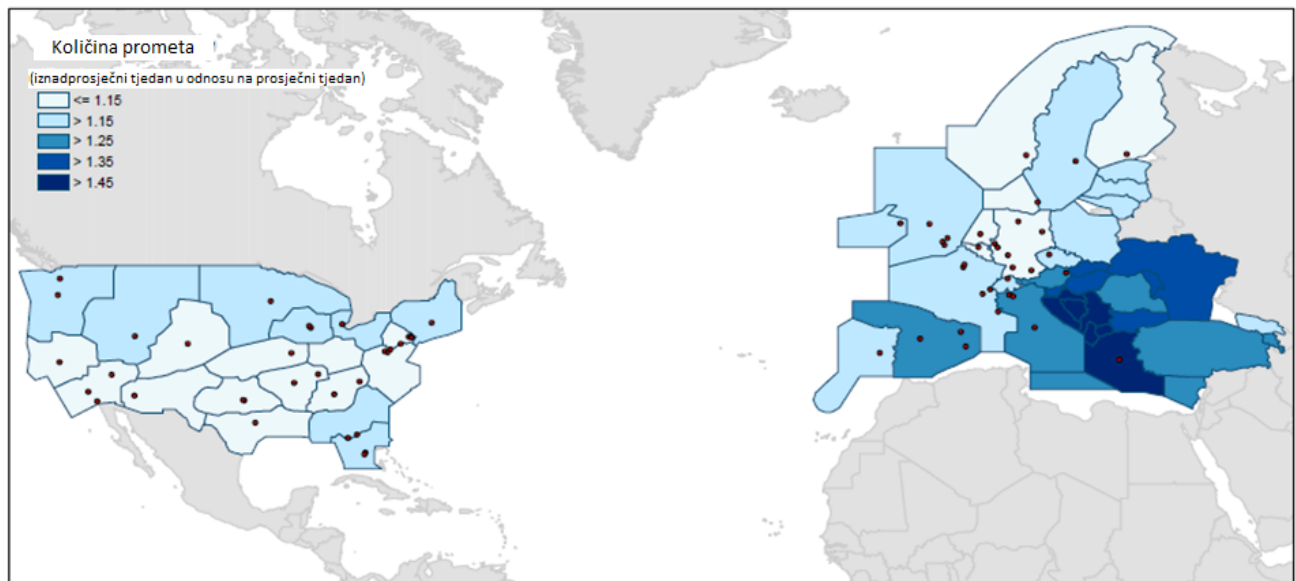 Količina prometa
(iznadprosječni tjedan u odnosu na prosječni tjedan)
<= 1.15
> 1.15
> 1.25
> 1.35
> 1.45